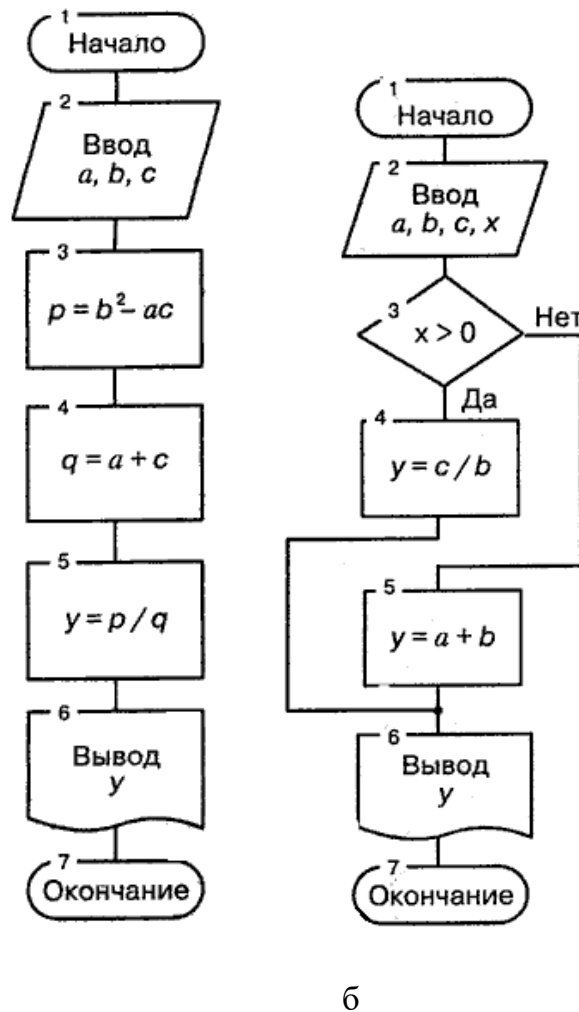 1
Начало
2
Ввод
a, b, c
3
p = b² – ac
4
q = a + c
5
y = p / q
6
Вывод
y
7
Окончание
1
Начало
2
Ввод
a, b, c, x
3
x > 0
Нет
Да
4
y = c / b
5
y = a + b
6
Вывод
y
7
Окончание
б